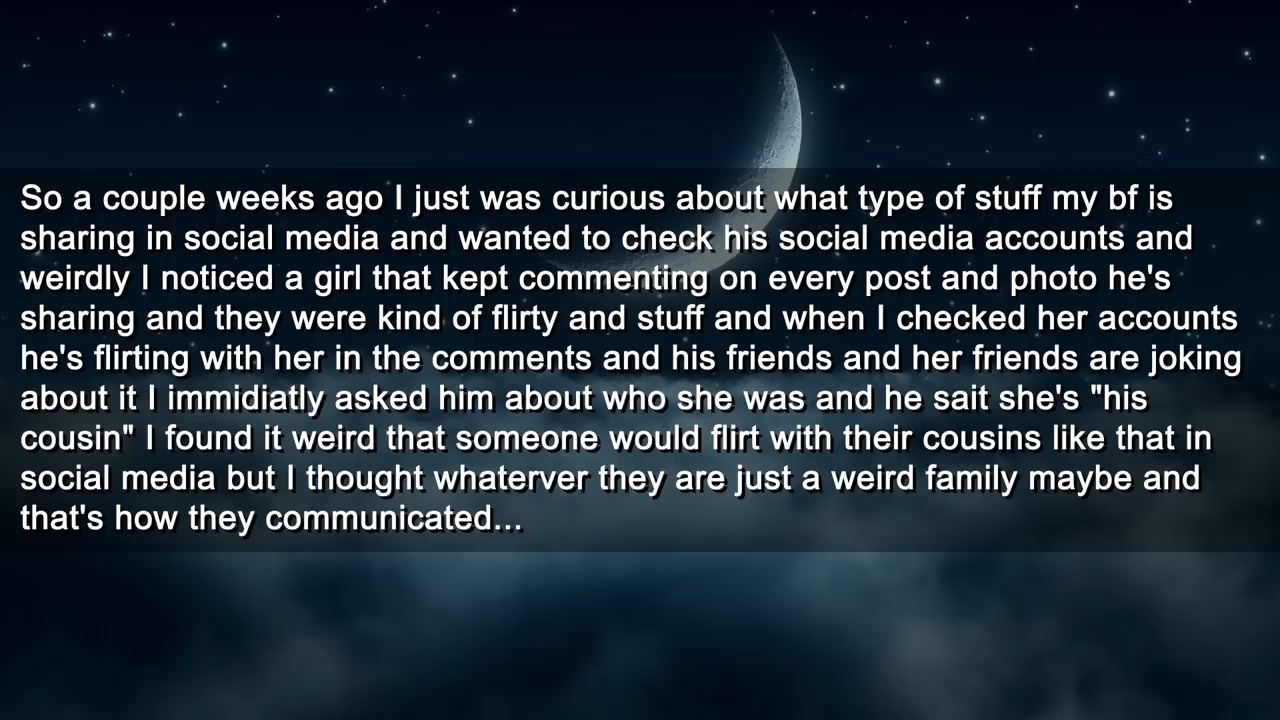 So a couple weeks ago I just was curious about what type of stuff my bf is
sharing in social media and wanted to check his social media accounts and
weirdly I noticed a girl that kept commenting on every post and photo he's
sharing and they were kind of flirty and stuff and when I checked her accounts
he's flirting with her in the comments and his friends and her friends are joking
about it I immidiatly asked him about who she was and he sait she's "his
cousin" I found it weird that someone would flirt with their cousins like that in
social media but I thought whaterver they are just a weird family maybe and
that's how they communicated...